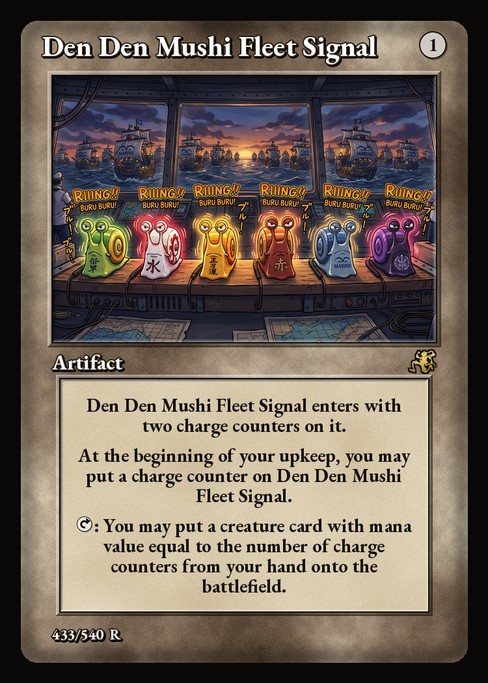 Den Den Mushi Fleet Signal 1
RIIING!! RIIING!! RIIING!! RIIING!! RIIING!! RIIING!!
BURU BURU! BURU BURU! BURU BURU! BURU BURU! BURU BURU! BURU BURU!
水 赤 MARINE
Artifact
Den Den Mushi Fleet Signal enters with
two charge counters on it.
At the beginning of your upkeep, you may
put a charge counter on Den Den Mushi
Fleet Signal.
: You may put a creature card with mana
value equal to the number of charge
counters from your hand onto the
battlefield.
433/540 R